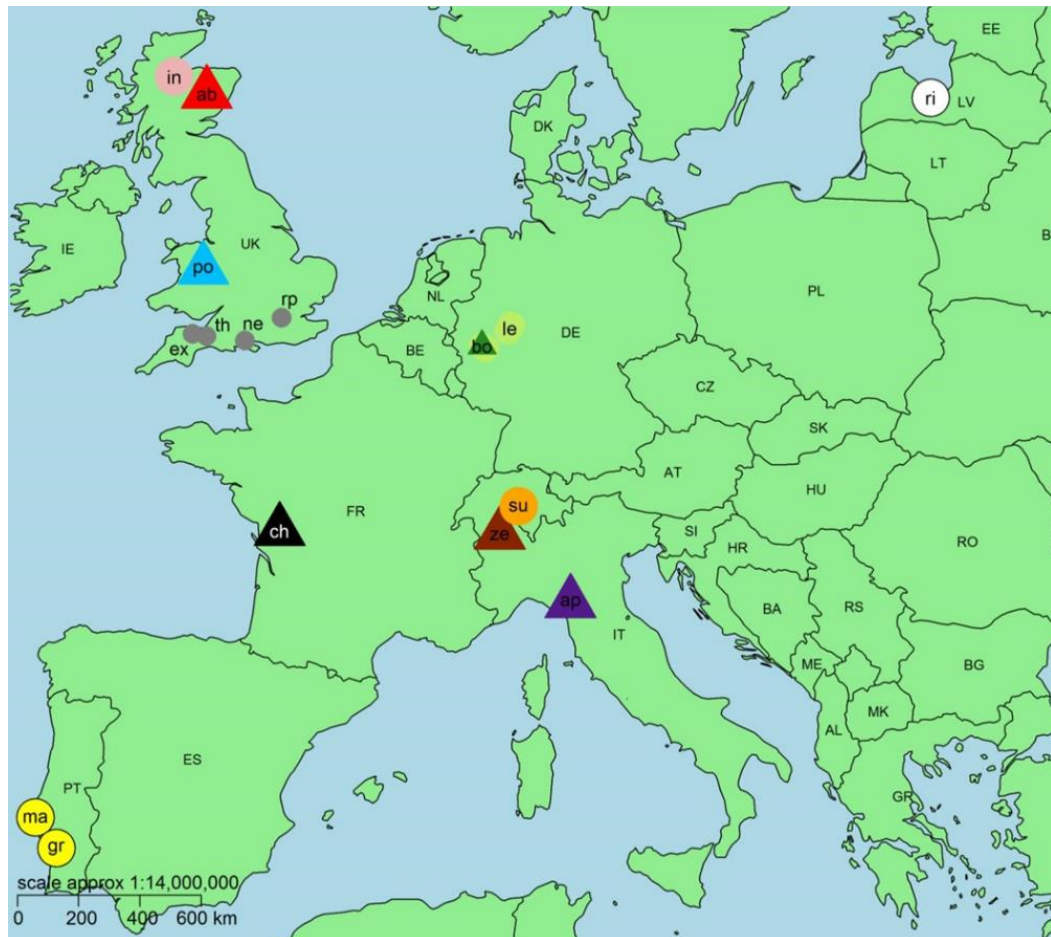 EE
in
ab
ri
LV
DK
LT
IE
UK
B
po
PL
NL
rp
th
ne
le
DE
ex
BE
bo
CZ
SK
AT
HU
su
FR
ch
ze
SI
HR
RO
ap
BA
RS
IT
ME
BG
MK
AL
ES
PT
GR
ma
gr
scale approx 1:14,000,000
0 200 400 600 km